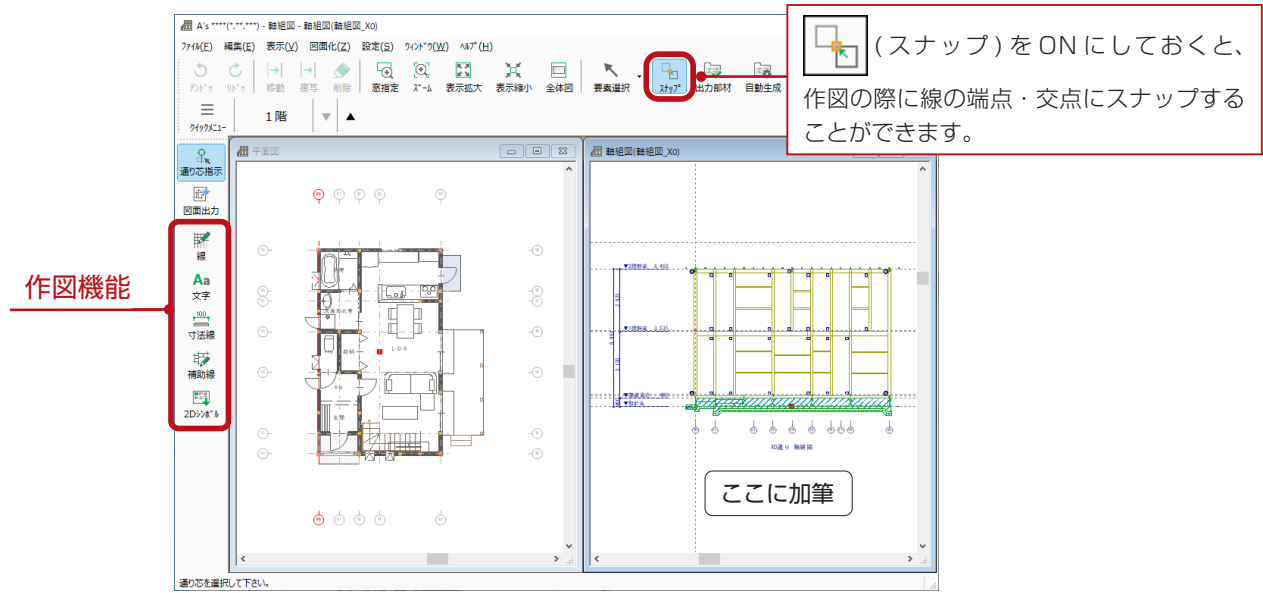 A's ****(*.**.***) - 軸組図 - 軸組図(軸組図_X0)
ファイル(F) 編集(E) 表示(V) 図面化(Z) 設定(S) ウィンドウ(W) ヘルプ(H)
アンドゥ リドゥ 移動 複写 削除 窓指定 ズーム 表示拡大 表示縮小 全体図 要素選択 スナップ 出力部材 自動生成
(スナップ)をONにしておくと、
作図の際に線の端点・交点にスナップする
ことができます。
クイックメニュー
1階
通り芯指示
図面出力
線
Aa
文字
100
寸法線
補助線
2Dシンボル
作図機能
平面図
L・D・K
玄関
軸組図(軸組図_X0)
X0通り 軸組図
ここに加筆
通り芯を選択して下さい。